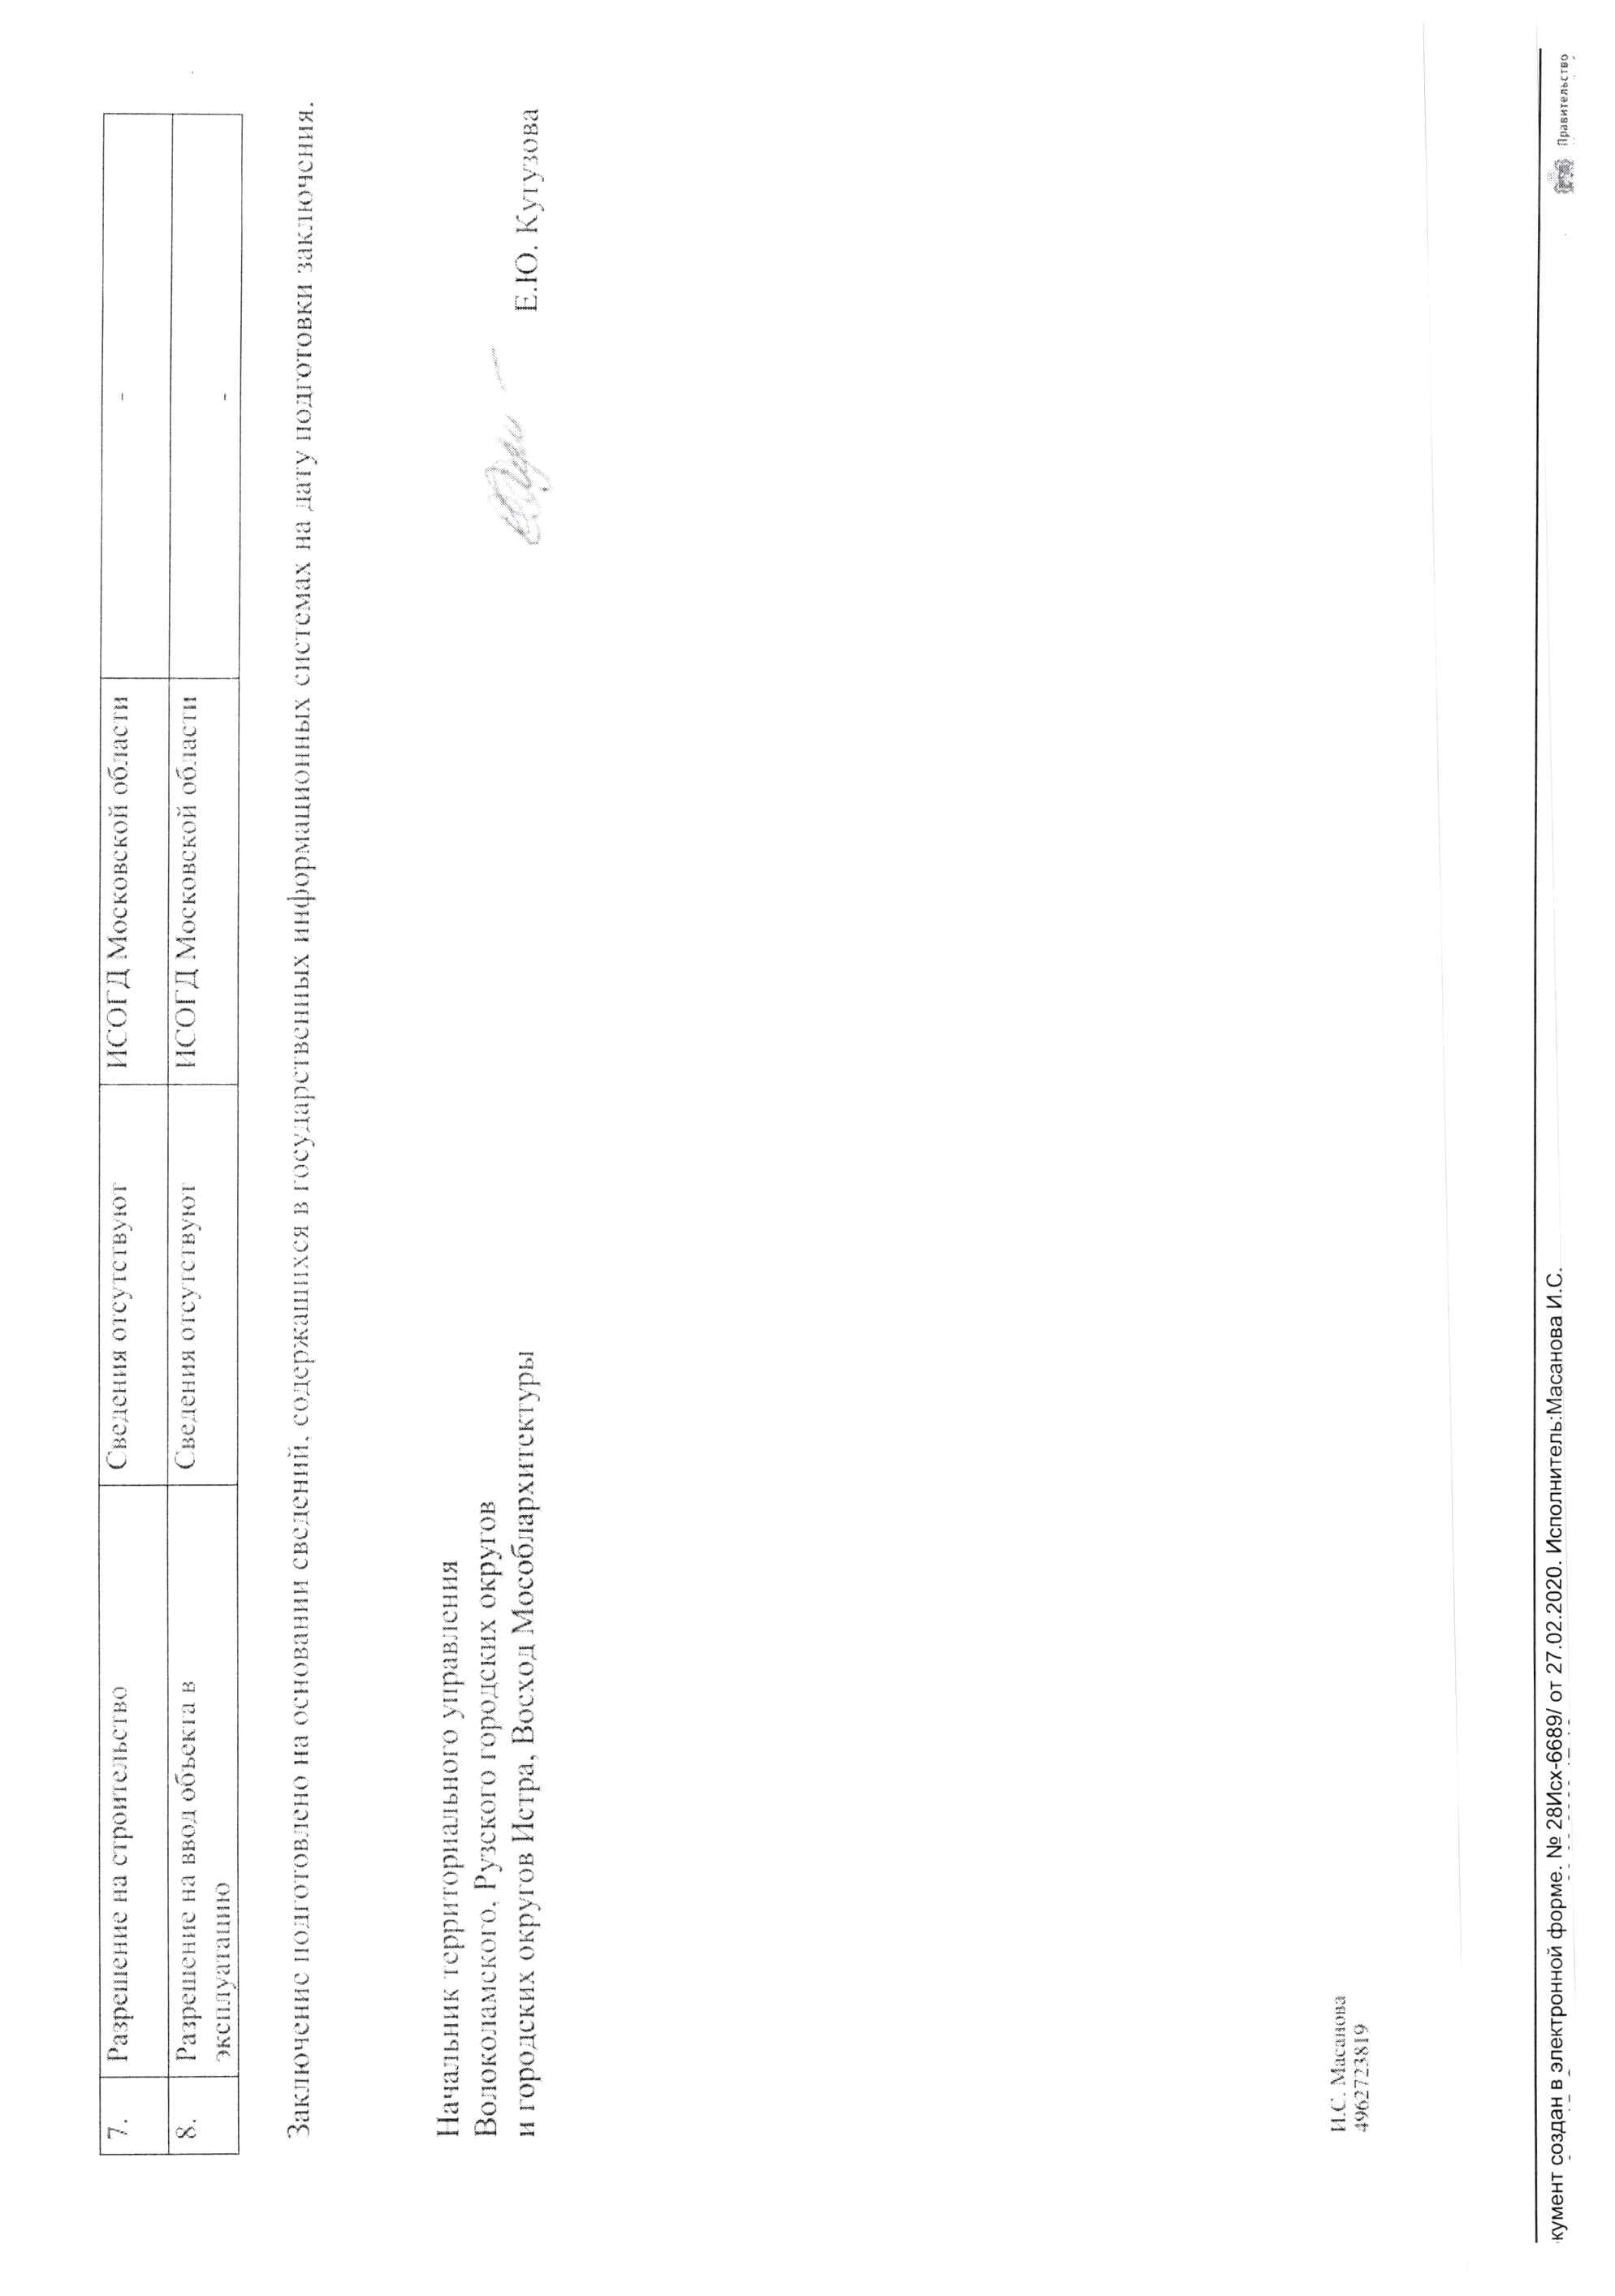 7. Разрешение на строительство Сведения отсутствуют ИСОГД Московской области -
8. Разрешение на ввод объекта в Сведения отсутствуют ИСОГД Московской области
эксплуатацию -
Заключение подготовлено на основании сведений, содержащихся в государственных информационных системах на дату подготовки заключения.
Начальник территориального управления
Волоколамского, Рузского городских округов
и городских округов Истра, Восход Мособлархитектуры Е.Ю. Кутузова
И.С. Масанова
4962723819
кумент создан в электронной форме. № 28Исх-6689/ от 27.02.2020. Исполнитель:Масанова И.С.
Правительство